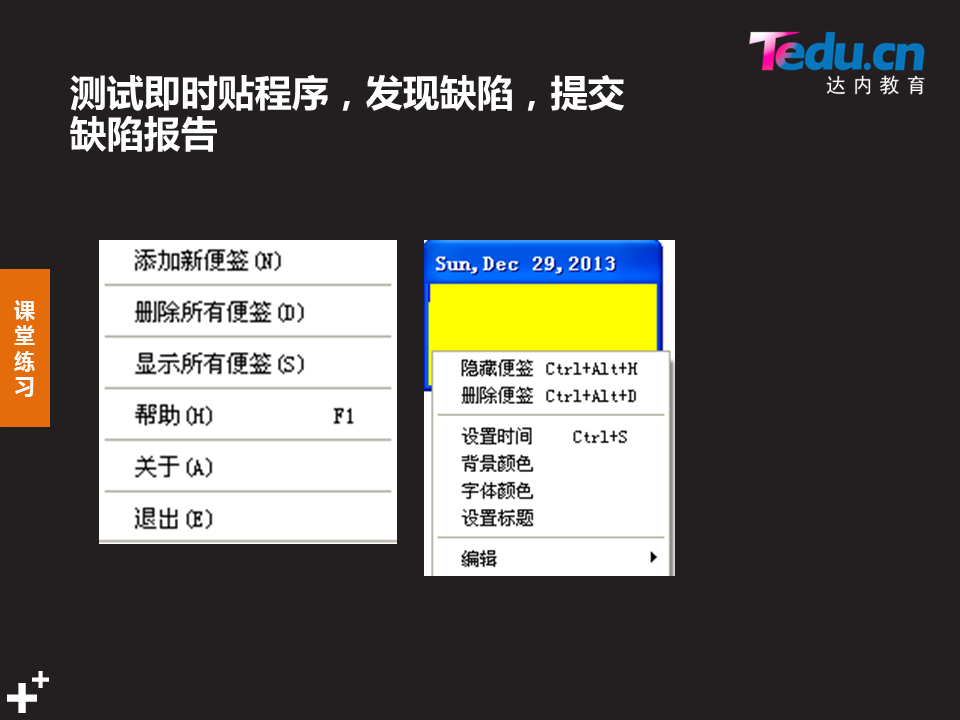 Tedu.cn
达内教育
测试即时贴程序，发现缺陷，提交
缺陷报告
课
堂
练
习
添加新便签(N)
删除所有便签(D)
显示所有便签(S)
帮助(H) F1
关于(A)
退出(E)
Sun,Dec 29,2013
隐藏便签 Ctrl+Alt+H
删除便签 Ctrl+Alt+D
设置时间 Ctrl+S
背景颜色
字体颜色
设置标题
编辑